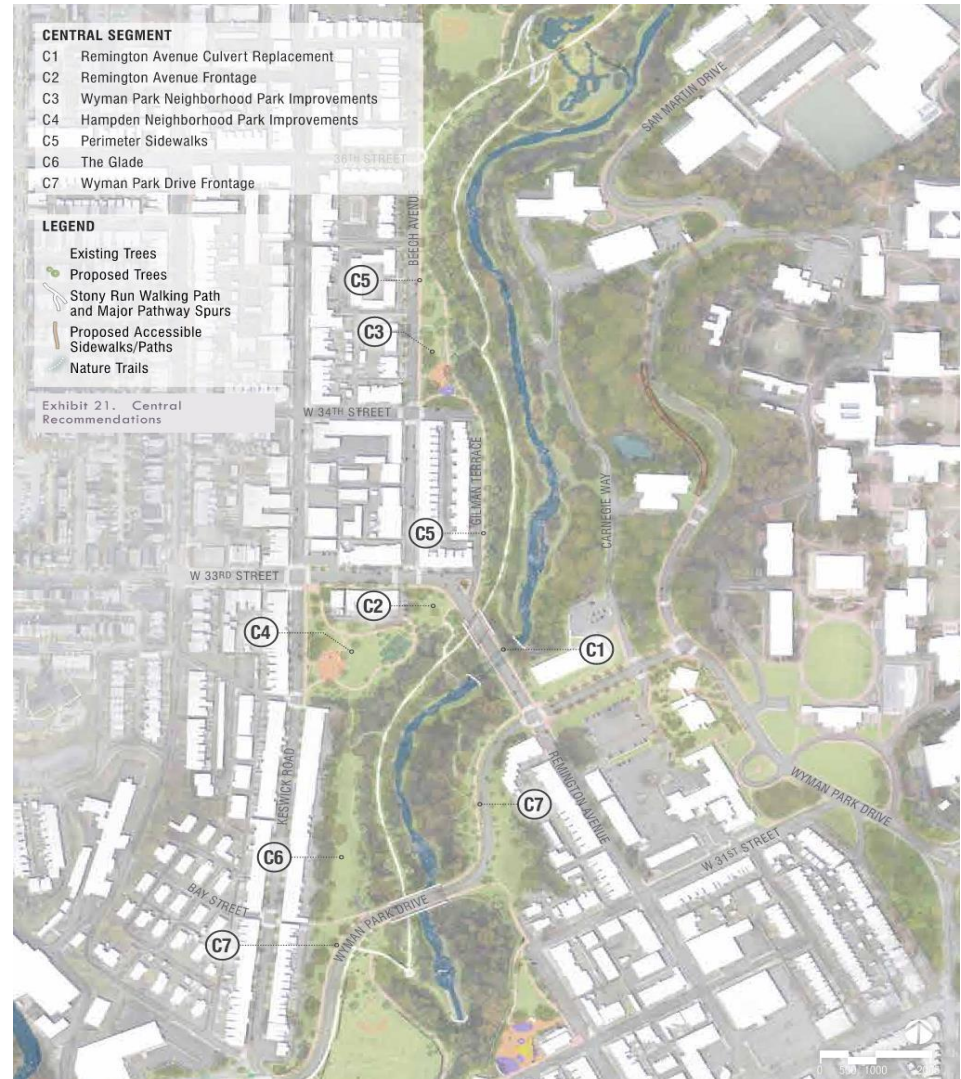 CENTRAL SEGMENT
C1 Remington Avenue Culvert Replacement
C2 Remington Avenue Frontage
C3 Wyman Park Neighborhood Park Improvements
C4 Hampden Neighborhood Park Improvements
C5 Perimeter Sidewalks
C6 The Glade
C7 Wyman Park Drive Frontage
36TH STREET
LEGEND
Existing Trees
Proposed Trees
Stony Run Walking Path
and Major Pathway Spurs
Proposed Accessible
Sidewalks/Paths
Nature Trails
Exhibit 21. Central
Recommendations
SAN MARTIN DRIVE
BEECH AVENU
C5
C3
W 34TH STREET
GILMAN TERRACE
CARNEGIE WAY
C5
W 33RD STREET
C2
C4
C1
KESWICK ROAD
REMINGTON AVENUE
WYMAN PARK DRIVE
C7
W 31ST STREET
C6
BAY STREET
WYMAN PARK DRIVE
C7
0 500 1000